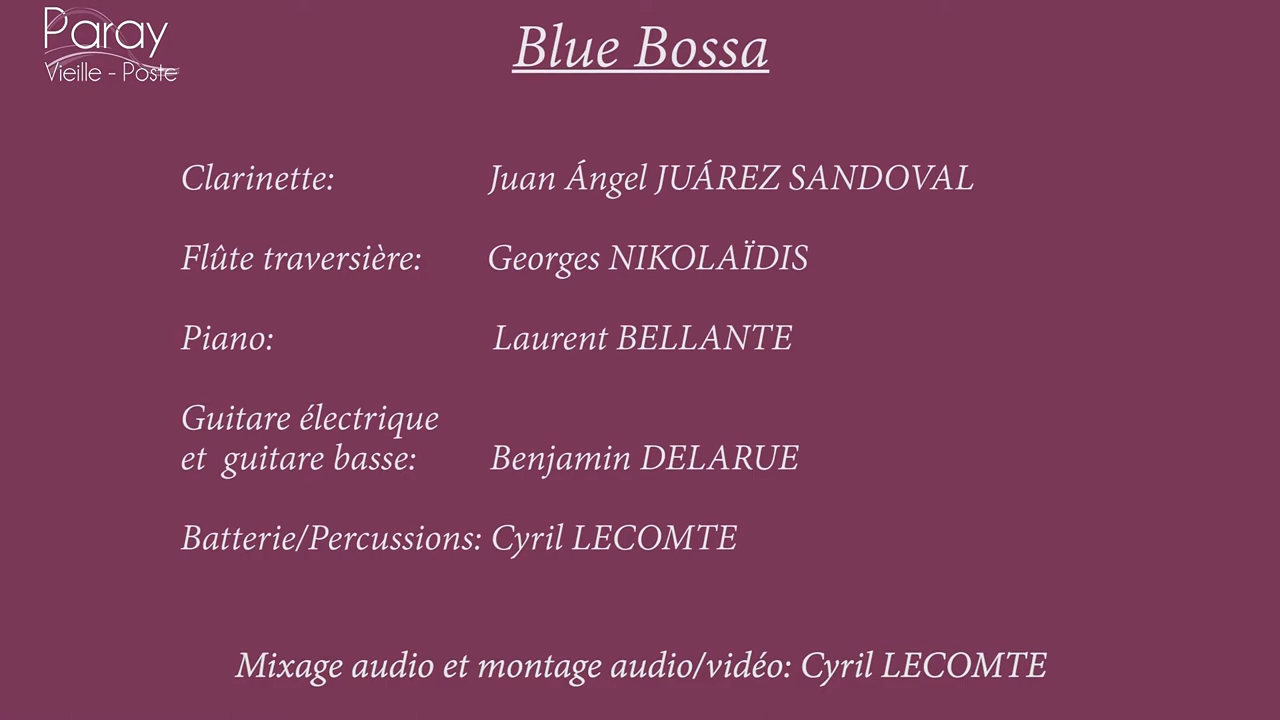 Paray
Vieille - Poste
Blue Bossa
Clarinette: Juan Ángel JUÁREZ SANDOVAL
Flûte traversière: Georges NIKOLAÏDIS
Piano: Laurent BELLANTE
Guitare électrique
et guitare basse: Benjamin DELARUE
Batterie/Percussions: Cyril LECOMTE
Mixage audio et montage audio/vidéo: Cyril LECOMTE